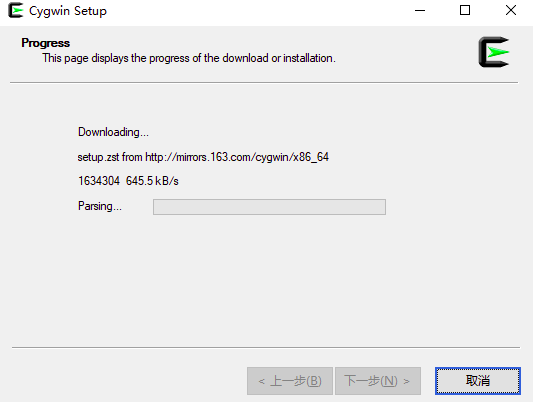 Cygwin Setup
Progress
This page displays the progress of the download or installation.
Downloading...
setup.zst from http://mirrors.163.com/cygwin/x86_64
1634304 645.5 kB/s
Parsing...
< 上一步(B) 下一步(N) > 取消